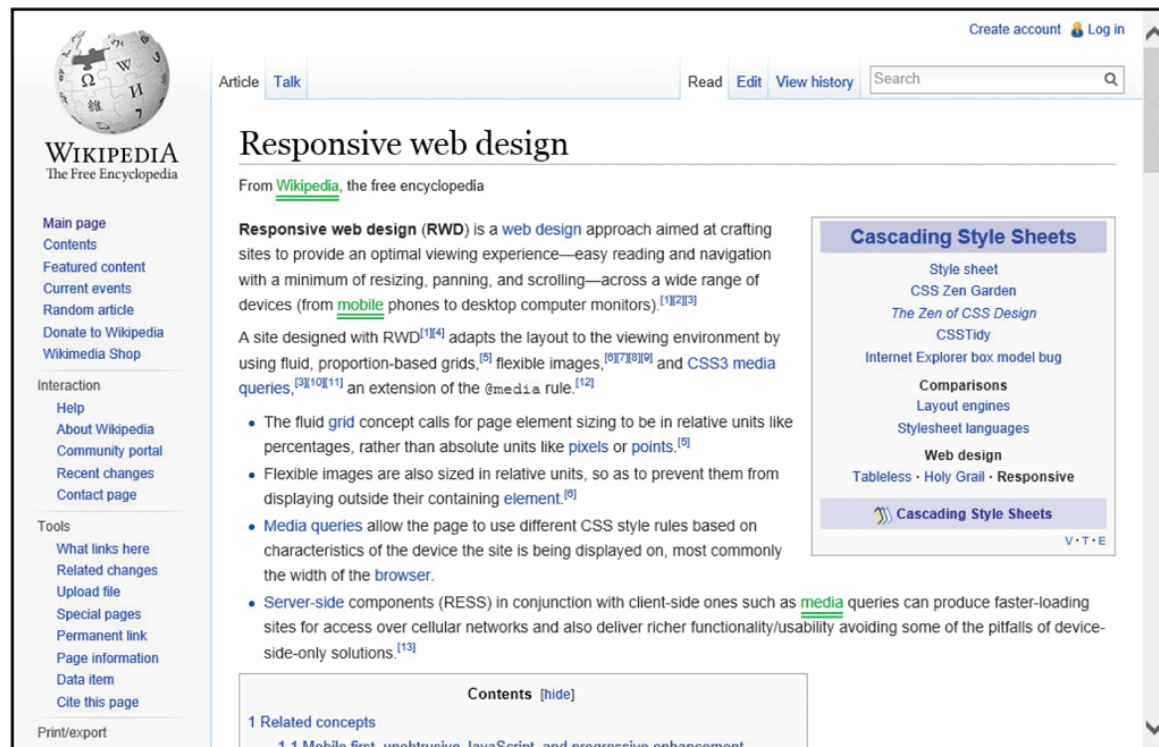 Create account Log in
Article Talk Read Edit View history Search
WIKIPEDIA
The Free Encyclopedia
Main page
Contents
Featured content
Current events
Random article
Donate to Wikipedia
Wikimedia Shop
Interaction
Help
About Wikipedia
Community portal
Recent changes
Contact page
Tools
What links here
Related changes
Upload file
Special pages
Permanent link
Page information
Data item
Cite this page
Print/export
Responsive web design
From Wikipedia, the free encyclopedia
Responsive web design (RWD) is a web design approach aimed at crafting
sites to provide an optimal viewing experience—easy reading and navigation
with a minimum of resizing, panning, and scrolling—across a wide range of
devices (from mobile phones to desktop computer monitors).[1][2][3]
A site designed with RWD[1][4] adapts the layout to the viewing environment by
using fluid, proportion-based grids,[5] flexible images,[6][7][8][9] and CSS3 media
queries,[3][10][11] an extension of the @media rule.[12]
• The fluid grid concept calls for page element sizing to be in relative units like
percentages, rather than absolute units like pixels or points.[5]
• Flexible images are also sized in relative units, so as to prevent them from
displaying outside their containing element.[6]
• Media queries allow the page to use different CSS style rules based on
characteristics of the device the site is being displayed on, most commonly
the width of the browser.
• Server-side components (RESS) in conjunction with client-side ones such as media queries can produce faster-loading
sites for access over cellular networks and also deliver richer functionality/usability avoiding some of the pitfalls of device-
side-only solutions.[13]
Cascading Style Sheets
Style sheet
CSS Zen Garden
The Zen of CSS Design
CSSTidy
Internet Explorer box model bug
Comparisons
Layout engines
Stylesheet languages
Web design
Tableless · Holy Grail · Responsive
Cascading Style Sheets
V · T · E
Contents [hide]
1 Related concepts
1.1 Mobile first, unobtrusive JavaScript, and progressive enhancement